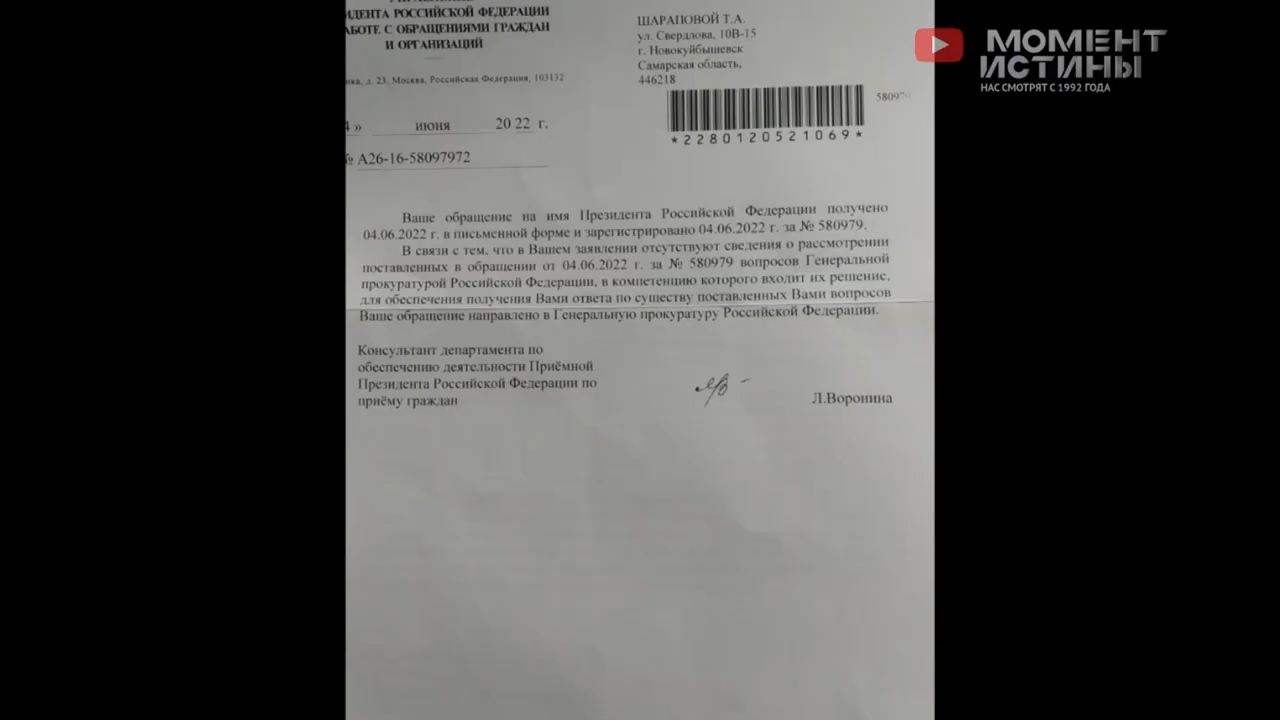 ИДЕНТА РОССИЙСКОЙ ФЕДЕРАЦИИ
АБОТЕ С ОБРАЩЕНИЯМИ ГРАЖДАН
И ОРГАНИЗАЦИЙ
нка, д. 23, Москва, Российская Федерация, 103132
4 » июня 20 22 г.
№ А26-16-58097972
ШАРАПОВОЙ Т.А.
ул. Свердлова, 10В-15
г. Новокуйбышевск
Самарская область,
446218
*2280120521069*
58097
МОМЕНТ
ИСТИНЫ
НАС СМОТРЯТ С 1992 ГОДА
Ваше обращение на имя Президента Российской Федерации получено
04.06.2022 г. в письменной форме и зарегистрировано 04.06.2022 г. за № 580979.
В связи с тем, что в Вашем заявлении отсутствуют сведения о рассмотрении
поставленных в обращении от 04.06.2022 г. за № 580979 вопросов Генеральной
прокуратурой Российской Федерации, в компетенцию которого входит их решение,
для обеспечения получения Вами ответа по существу поставленных Вами вопросов
Ваше обращение направлено в Генеральную прокуратуру Российской Федерации.
Консультант департамента по
обеспечению деятельности Приёмной
Президента Российской Федерации по
приёму граждан
Л.Воронина